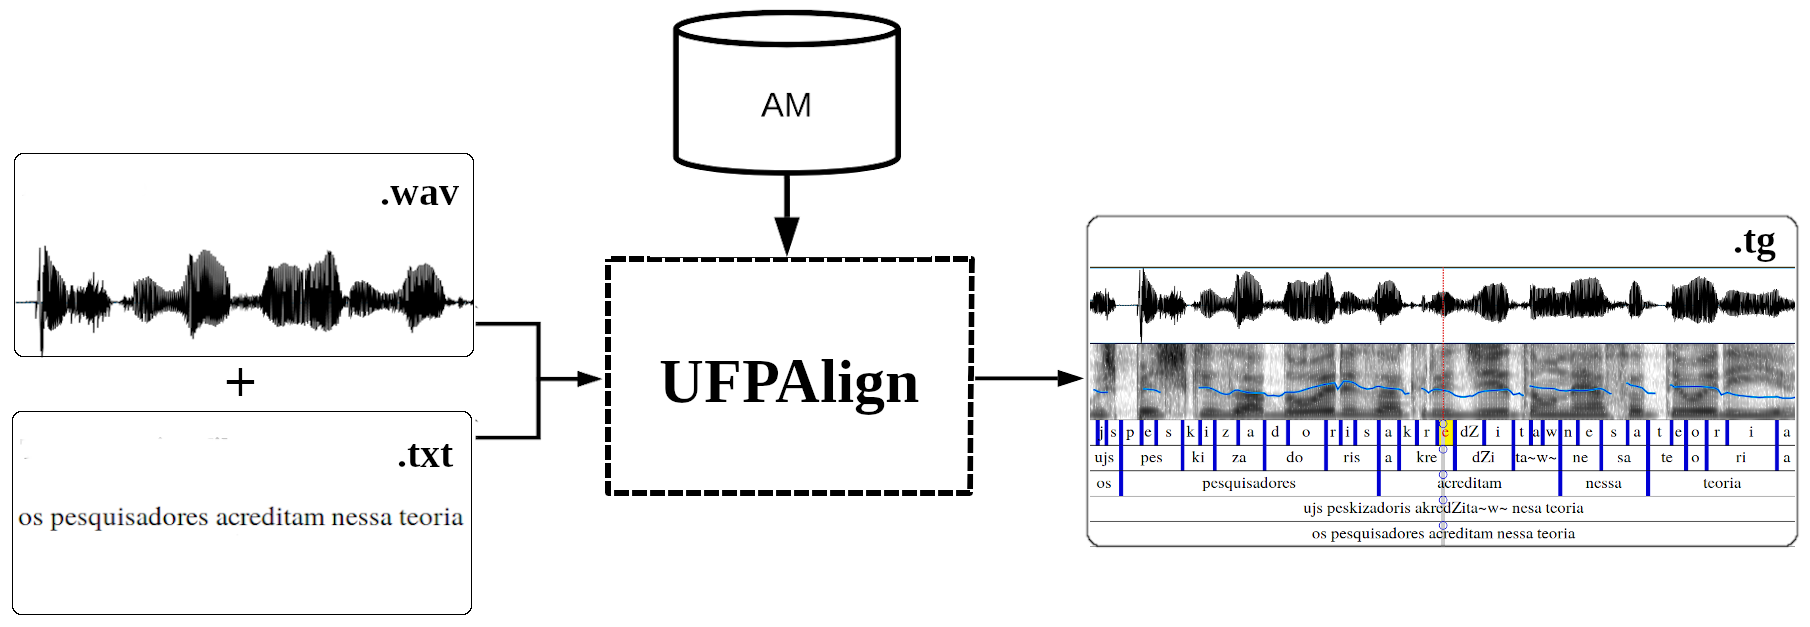 AM
.wav
+
.txt
os pesquisadores acreditam nessa teoria
UFPAlign
.tg
j s p e s k i z a d o r i s a k r e dZ i t a w n e s a t e o r i a
ujs pes ki za do ris a kre dZi ta~w~ ne sa te o ri a
os pesquisadores acreditam nessa teoria
ujs peskizadoris akredZita~w~ nesa teoria
os pesquisadores acreditam nessa teoria